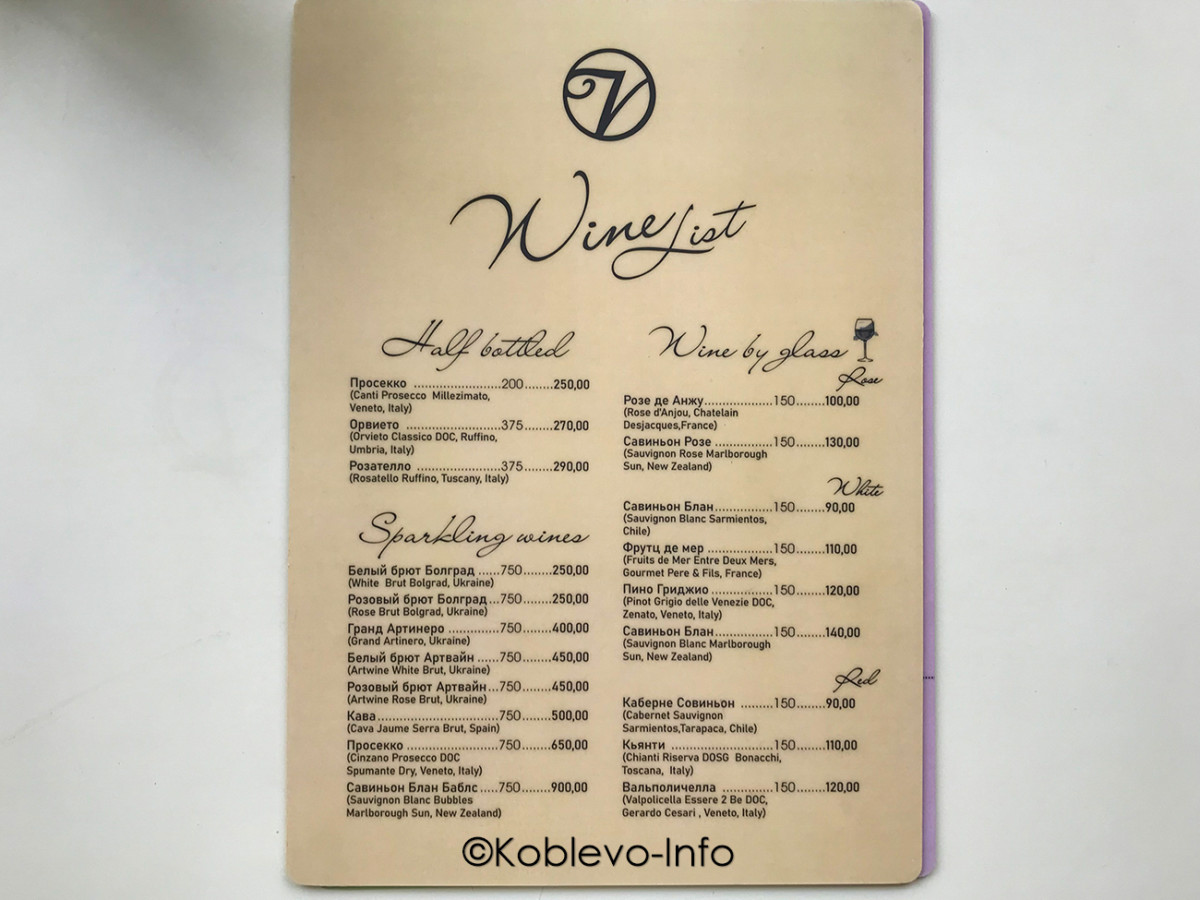 V
Wine List
Half bottled
Просекко ......................200.......250,00
(Canti Prosecco Millezimato,
Veneto, Italy)
Орвието ........................375.......270,00
(Orvieto Classico DOC, Ruffino,
Umbria, Italy)
Розателло .....................375.......290,00
(Rosatello Ruffino, Tuscany, Italy)
Sparkling wines
Белый брют Болград ......750........250,00
(White Brut Bolgrad, Ukraine)
Розовый брют Болград...750........250,00
(Rose Brut Bolgrad, Ukraine)
Гранд Артинеро .............750........400,00
(Grand Artinero, Ukraine)
Белый брют Артвайн ......750........450,00
(Artwine White Brut, Ukraine)
Розовый брют Артвайн...750........450,00
(Artwine Rose Brut, Ukraine)
Кава...............................750........500,00
(Cava Jaume Serra Brut, Spain)
Просекко ........................750........650,00
(Cinzano Prosecco DOC
Spumante Dry, Veneto, Italy)
Савиньон Блан Баблс.....750........900,00
(Sauvignon Blanc Bubbles
Marlborough Sun, New Zealand)
Wine by glass
Rose
Розе де Анжу..................150........100,00
(Rose d'Anjou, Chatelain
Desjacques,France)
Савиньон Розе ...............150........130,00
(Sauvignon Rose Marlborough
Sun, New Zealand)
White
Савиньон Блан...............150........90,00
(Sauvignon Blanc Sarmientos,
Chile)
Фрутц де мер .................150........110,00
(Fruits de Mer Entre Deux Mers,
Gourmet Pere & Fils, France)
Пино Гриджио ................150........120,00
(Pinot Grigio delle Venezie DOC,
Zenato, Veneto, Italy)
Савиньон Блан...............150........140,00
(Sauvignon Blanc Marlborough
Sun, New Zealand)
Red
Каберне Совиньон .........150........90,00
(Cabernet Sauvignon
Sarmientos,Tarapaca, Chile)
Кьянти ...........................150........110,00
(Chianti Riserva DOSG Bonacchi,
Toscana, Italy)
Вальполичелла ..............150........120,00
(Valpolicella Essere 2 Be DOC,
Gerardo Cesari , Veneto, Italy)
©Koblevo-Info